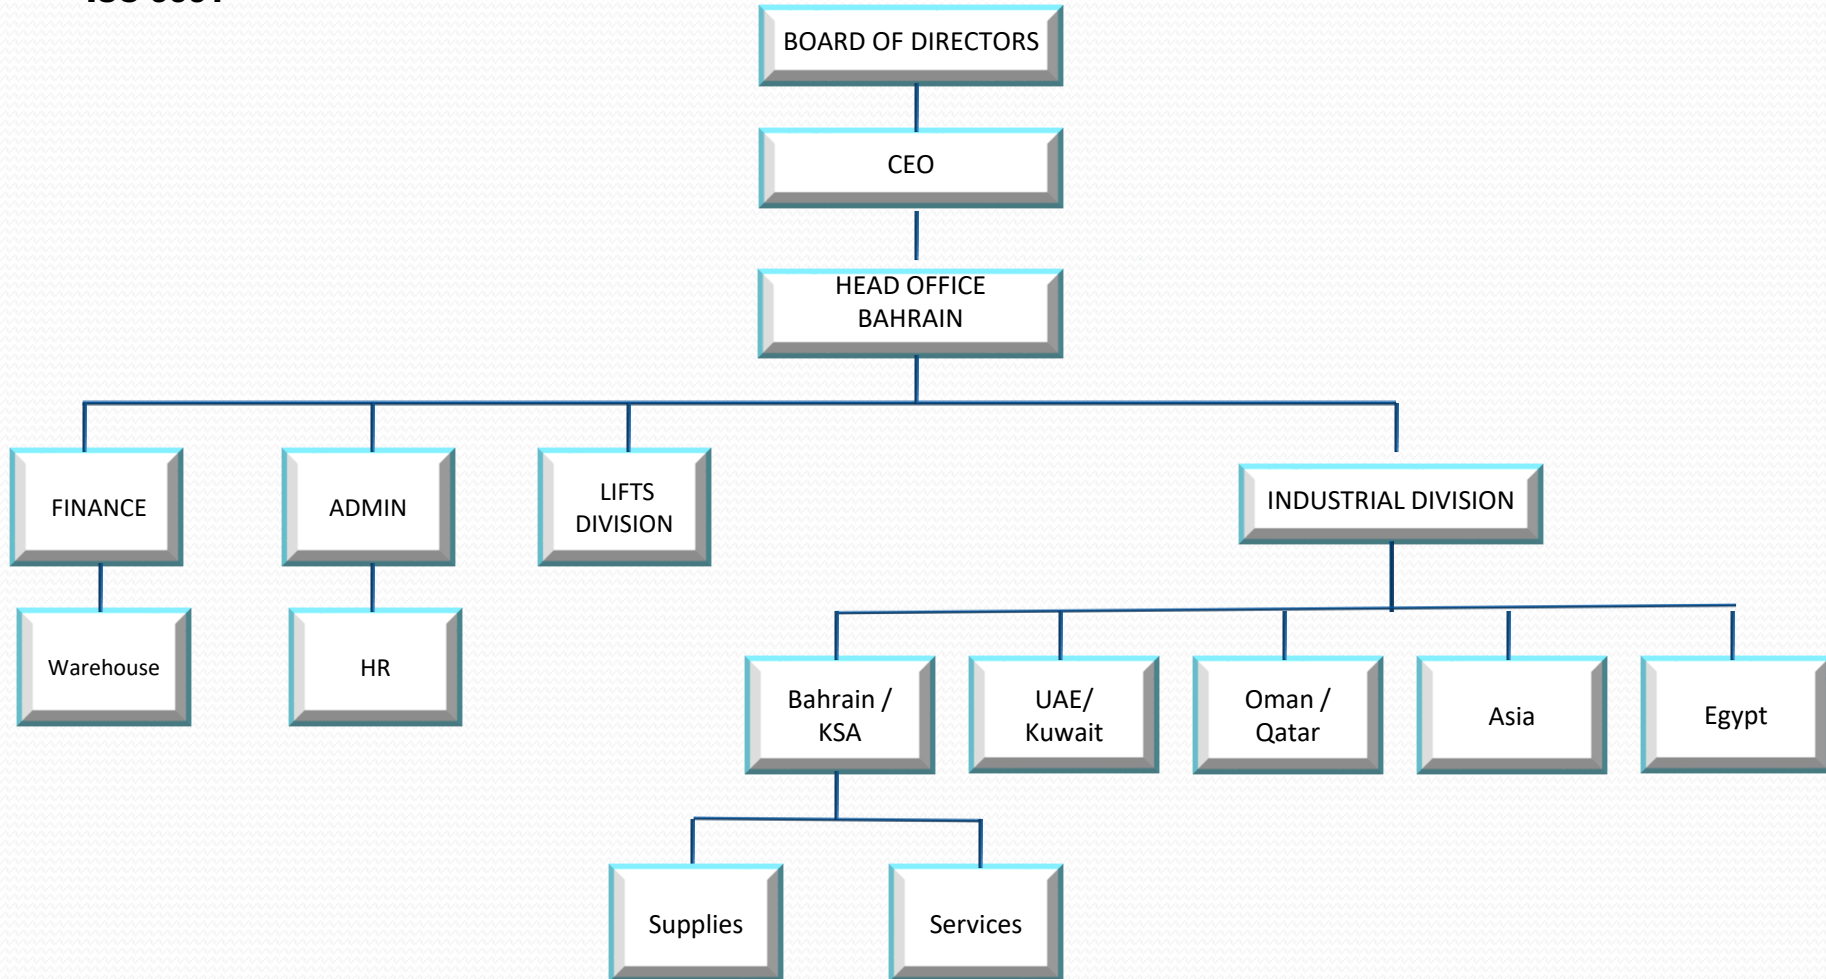 BOARD OF DIRECTORS
CEO
HEAD OFFICE
BAHRAIN
FINANCE
ADMIN
LIFTS
DIVISION
INDUSTRIAL DIVISION
Warehouse
HR
Bahrain /
KSA
UAE/
Kuwait
Oman /
Qatar
Asia
Egypt
Supplies
Services